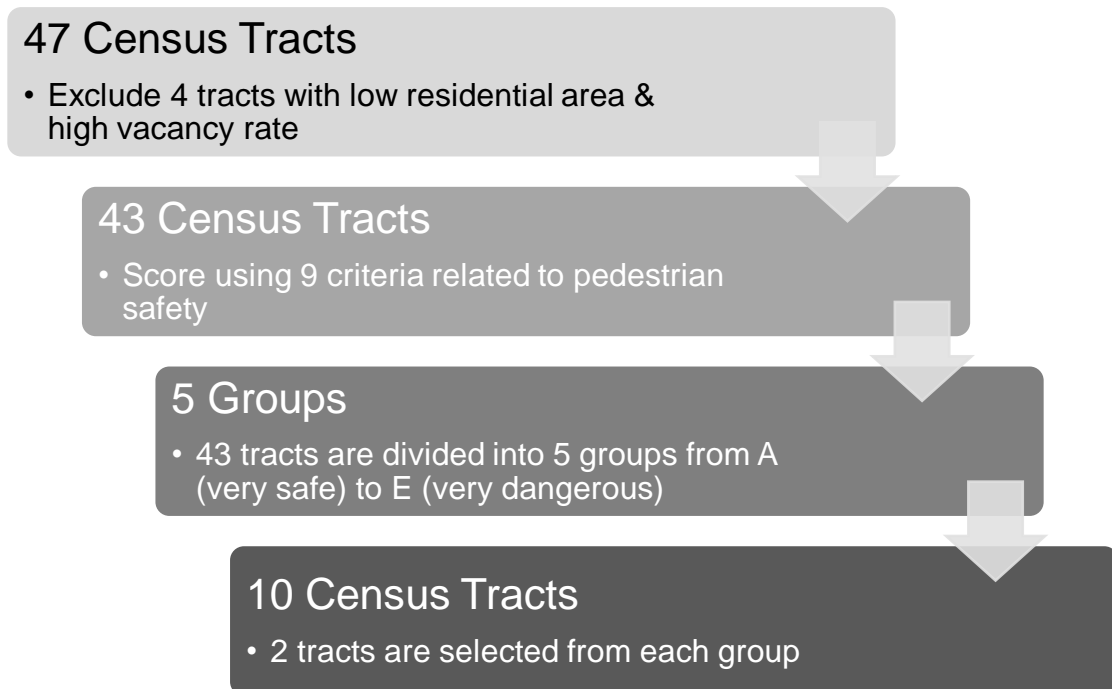 47 Census Tracts
• Exclude 4 tracts with low residential area &
high vacancy rate
43 Census Tracts
• Score using 9 criteria related to pedestrian
safety
5 Groups
• 43 tracts are divided into 5 groups from A
(very safe) to E (very dangerous)
10 Census Tracts
• 2 tracts are selected from each group